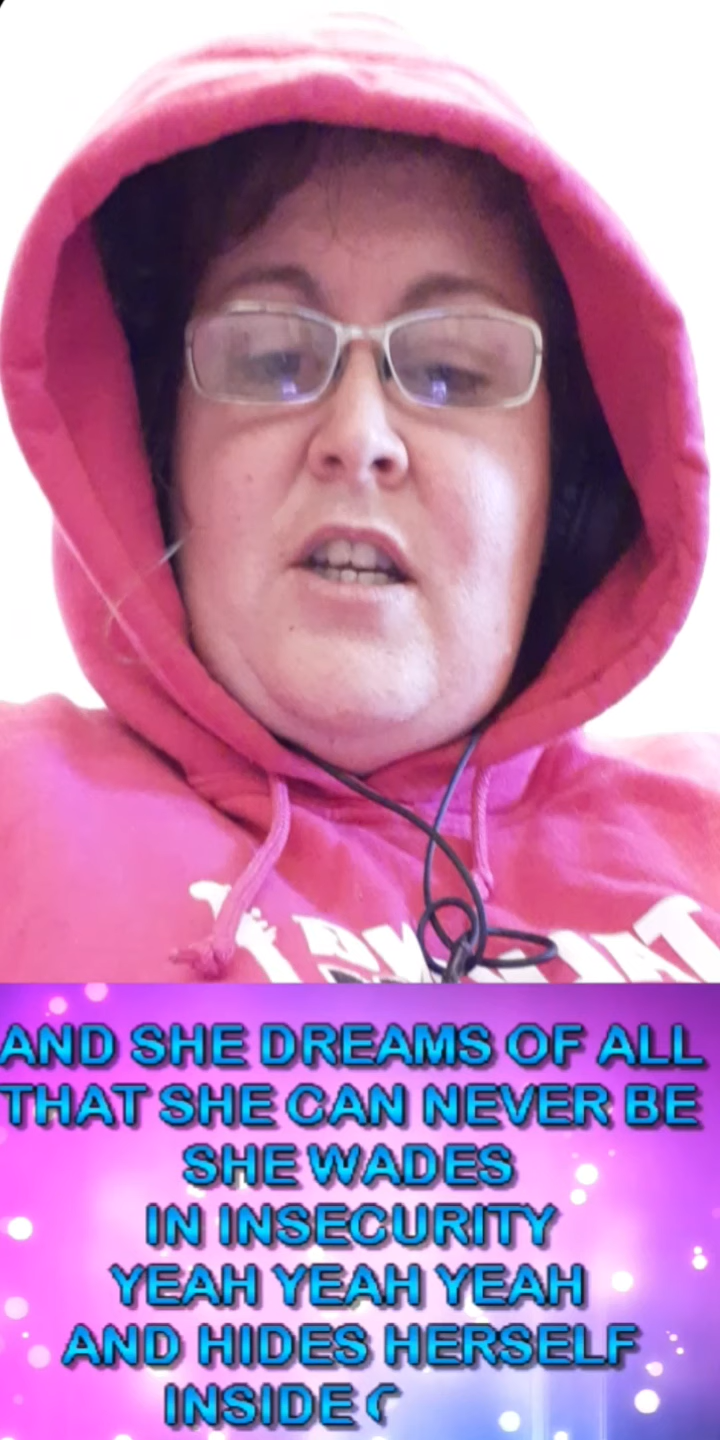 AND SHE DREAMS OF ALL
THAT SHE CAN NEVER BE
SHE WADES
IN INSECURITY
YEAH YEAH YEAH
AND HIDES HERSELF
INSIDE